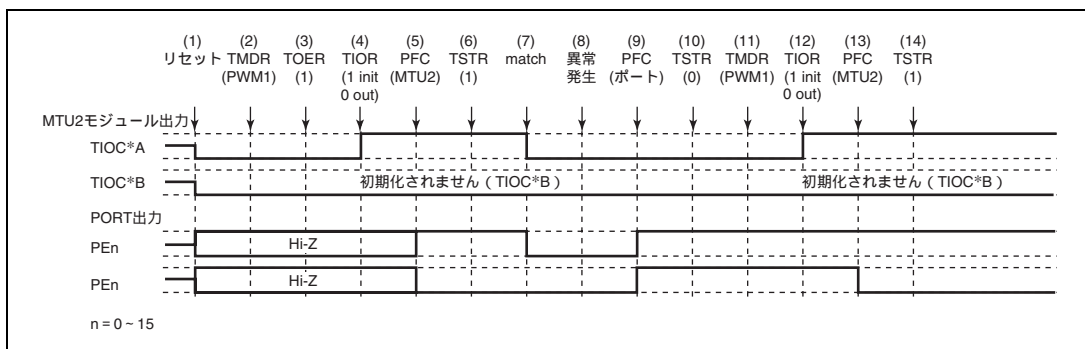 (1) (2) (3) (4) (5) (6) (7) (8) (9) (10) (11) (12) (13) (14)
リセット TMDR TOER TIOR PFC TSTR match 異常 PFC TSTR TMDR TIOR PFC TSTR
(PWM1) (1) (1 init (MTU2) (1) 発生 (ポート) (0) (PWM1) (1 init (MTU2) (1)
0 out) 0 out)
MTU2モジュール出力
TIOC*A
TIOC*B 初期化されません（TIOC*B） 初期化されません（TIOC*B）
PORT出力
PEn Hi-Z
PEn Hi-Z
n = 0 ~ 15